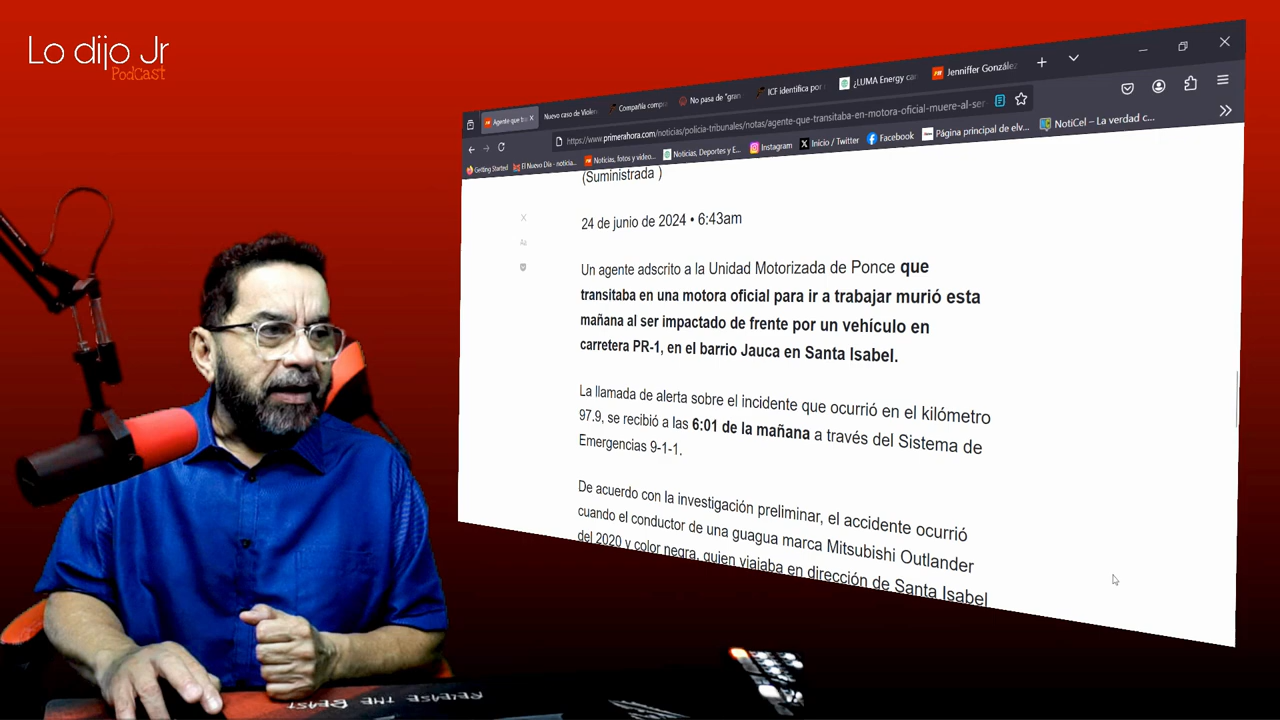 Lo dijo Jr
PodCast
Agente que tra
Nuevo caso de Violen
Compañía compr
No pasa de "gran
ICF identifica por
¿LUMA Energy car
Jenniffer González
https://www.primerahora.com/noticias/policia-tribunales/notas/agente-que-transitaba-en-motora-oficial-muere-al-ser-
Getting Started
El Nuevo Día - noticia...
Noticias, fotos y video...
Noticias, Deportes y E...
Instagram
Inicio / Twitter
Facebook
Página principal de elv...
NotiCel – La verdad c...
(Suministrada )
24 de junio de 2024 • 6:43am
Un agente adscrito a la Unidad Motorizada de Ponce que
transitaba en una motora oficial para ir a trabajar murió esta
mañana al ser impactado de frente por un vehículo en
carretera PR-1, en el barrio Jauca en Santa Isabel.
La llamada de alerta sobre el incidente que ocurrió en el kilómetro
97.9, se recibió a las 6:01 de la mañana a través del Sistema de
Emergencias 9-1-1.
De acuerdo con la investigación preliminar, el accidente ocurrió
cuando el conductor de una guagua marca Mitsubishi Outlander
del 2020 y color negra, quien viajaba en dirección de Santa Isabel
RELEASE THE BEAST